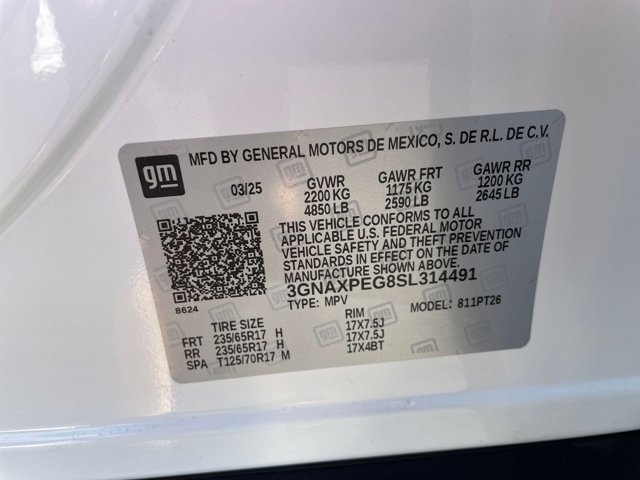 gm
MFD BY GENERAL MOTORS DE MEXICO, S. DE R.L. DE C.V.
03/25 GVWR GAWR FRT GAWR RR
2200 KG 1175 KG 1200 KG
4850 LB 2590 LB 2645 LB
THIS VEHICLE CONFORMS TO ALL
APPLICABLE U.S. FEDERAL MOTOR
VEHICLE SAFETY AND THEFT PREVENTION
STANDARDS IN EFFECT ON THE DATE OF
MANUFACTURE SHOWN ABOVE.
3GNAXPEG8SL314491
8624
TYPE: MPV MODEL: 811PT26
TIRE SIZE RIM
FRT 235/65R17 H 17X7.5J
RR 235/65R17 H 17X7.5J
SPA T125/70R17 M 17X4BT